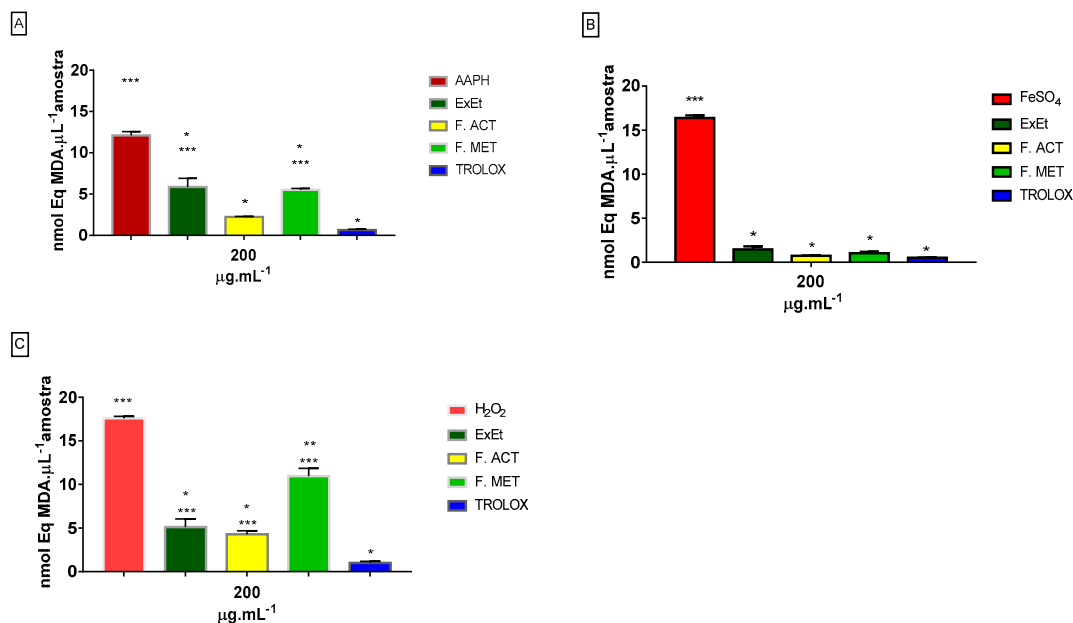 A
nmol Eq MDA.µL⁻¹amostra
20
15
10
5
0
***
*
***
*
*
***
*
200
µg.mL⁻¹
AAPH
ExEt
F. ACT
F. MET
TROLOX
B
nmol Eq MDA.µL⁻¹amostra
20
15
10
5
0
***
*
*
*
*
200
µg.mL⁻¹
FeSO₄
ExEt
F. ACT
F. MET
TROLOX
C
nmol Eq MDA.µL⁻¹amostra
20
15
10
5
0
***
*
***
*
***
**
***
*
200
µg.mL⁻¹
H₂O₂
ExEt
F. ACT
F. MET
TROLOX